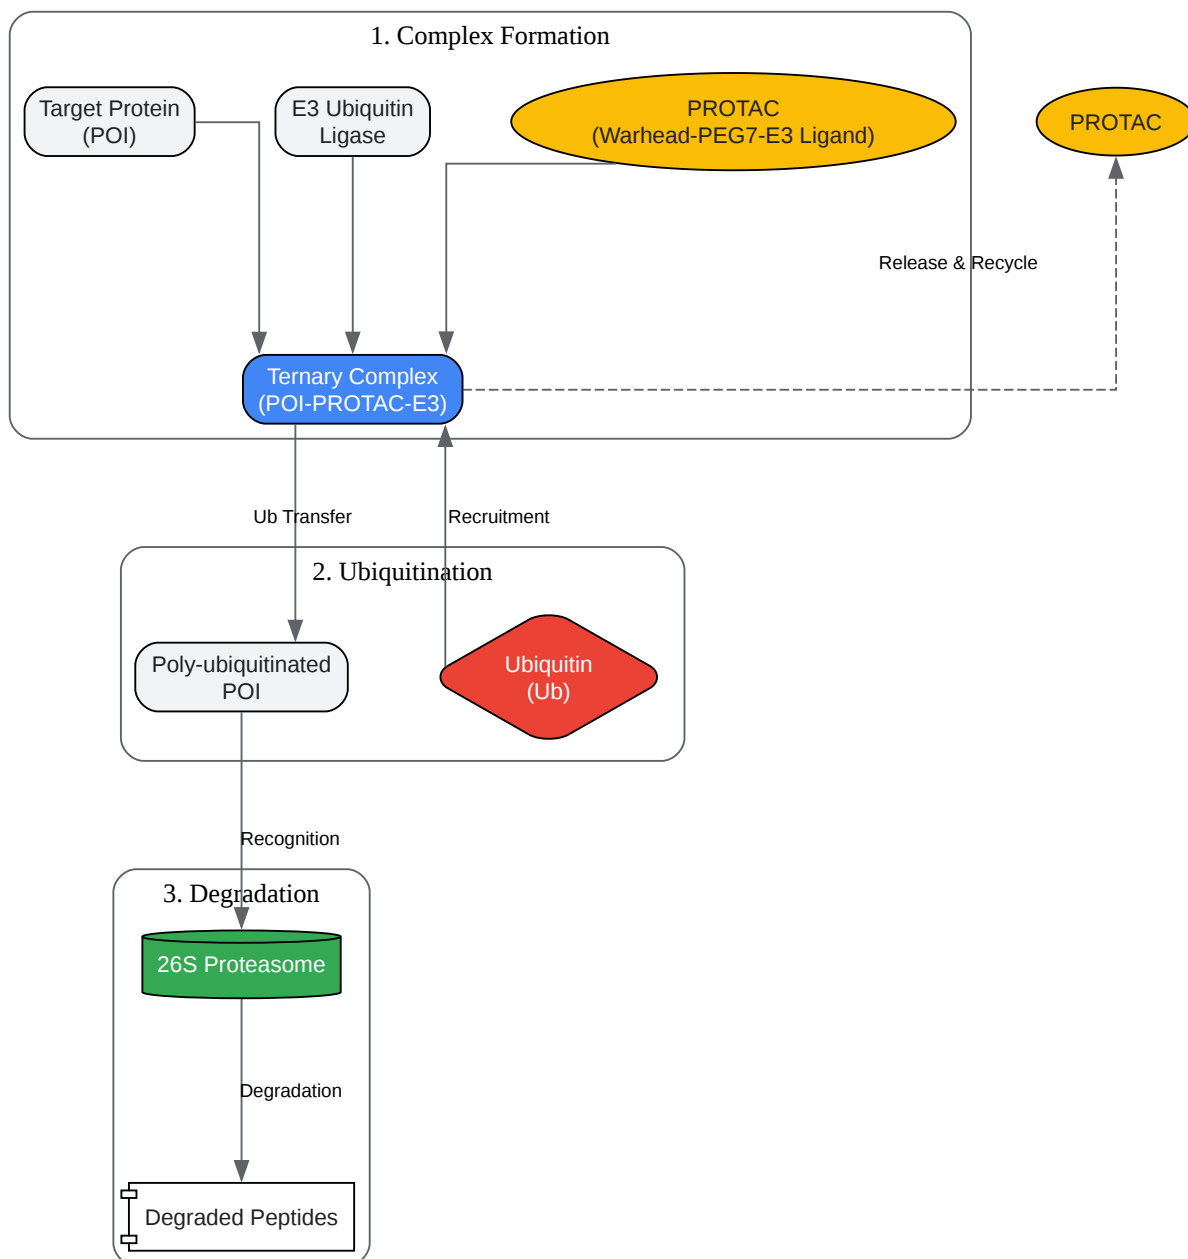 1. Complex Formation
Target Protein
(POI)
E3 Ubiquitin
Ligase
PROTAC
(Warhead-PEG7-E3 Ligand)
PROTAC
Release & Recycle
Ternary Complex
(POI-PROTAC-E3)
Ub Transfer
Recruitment
2. Ubiquitination
Poly-ubiquitinated
POI
Ubiquitin
(Ub)
Recognition
3. Degradation
26S Proteasome
Degradation
Degraded Peptides